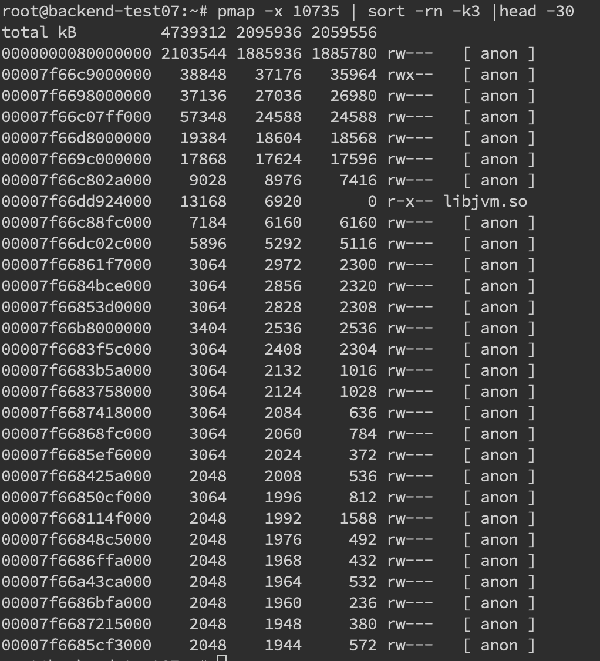 root@backend-test07:~# pmap -x 10735 | sort -rn -k3 |head -30
total kB 4739312 2095936 2059556
0000000080000000 2103544 1885936 1885780 rw--- [ anon ]
00007f66c9000000 38848 37176 35964 rwx-- [ anon ]
00007f6698000000 37136 27036 26980 rw--- [ anon ]
00007f66c07ff000 57348 24588 24588 rw--- [ anon ]
00007f66d8000000 19384 18604 18568 rw--- [ anon ]
00007f669c000000 17868 17624 17596 rw--- [ anon ]
00007f66c802a000 9028 8976 7416 rw--- [ anon ]
00007f66dd924000 13168 6920 0 r-x-- libjvm.so
00007f66c88fc000 7184 6160 6160 rw--- [ anon ]
00007f66dc02c000 5896 5292 5116 rw--- [ anon ]
00007f66861f7000 3064 2972 2300 rw--- [ anon ]
00007f6684bce000 3064 2856 2320 rw--- [ anon ]
00007f66853d0000 3064 2828 2308 rw--- [ anon ]
00007f66b8000000 3404 2536 2536 rw--- [ anon ]
00007f6683f5c000 3064 2408 2304 rw--- [ anon ]
00007f6683b5a000 3064 2132 1016 rw--- [ anon ]
00007f6683758000 3064 2124 1028 rw--- [ anon ]
00007f6687418000 3064 2084 636 rw--- [ anon ]
00007f66868fc000 3064 2060 784 rw--- [ anon ]
00007f6685ef6000 3064 2024 372 rw--- [ anon ]
00007f668425a000 2048 2008 536 rw--- [ anon ]
00007f66850cf000 3064 1996 812 rw--- [ anon ]
00007f668114f000 2048 1992 1588 rw--- [ anon ]
00007f66848c5000 2048 1976 492 rw--- [ anon ]
00007f6686ffa000 2048 1968 432 rw--- [ anon ]
00007f66a43ca000 2048 1964 532 rw--- [ anon ]
00007f6686bfa000 2048 1960 236 rw--- [ anon ]
00007f6687215000 2048 1948 380 rw--- [ anon ]
00007f6685cf3000 2048 1944 572 rw--- [ anon ]